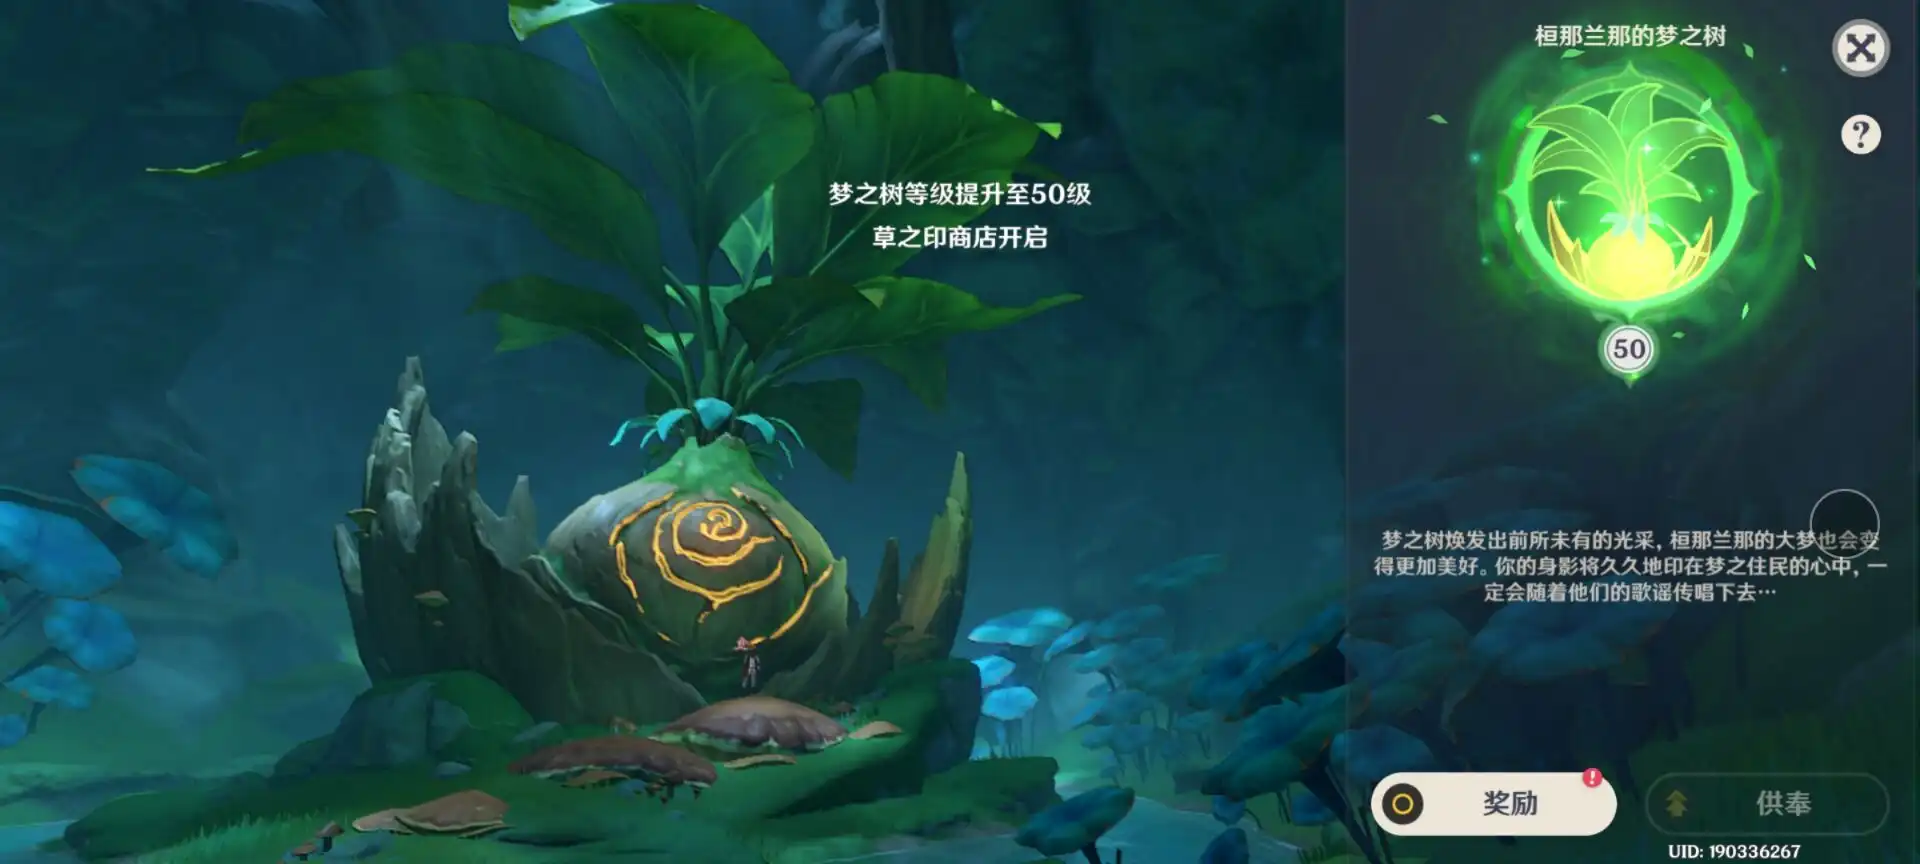 桓那兰那的梦之树
?
梦之树等级提升至50级
草之印商店开启
50
梦之树焕发出前所未有的光采，桓那兰那的大梦也会变
得更加美好。你的身影将久久地印在梦之住民的心中，一
定会随着他们的歌谣传唱下去…
!
奖励
供奉
UID: 190336267